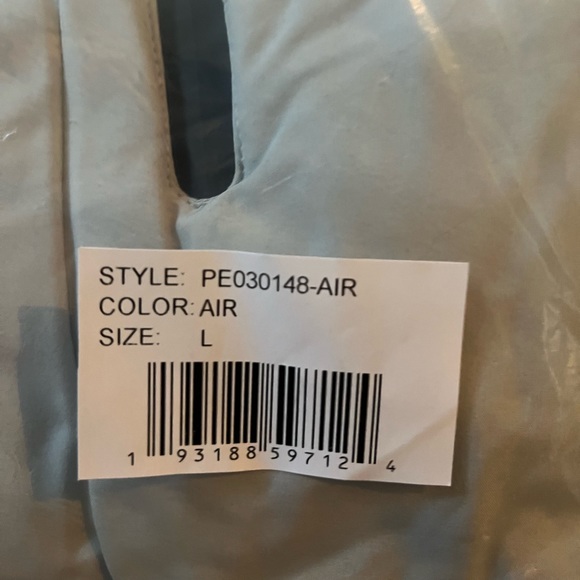 STYLE: PE030148-AIR
COLOR: AIR
SIZE: L
1 93188 59712 4